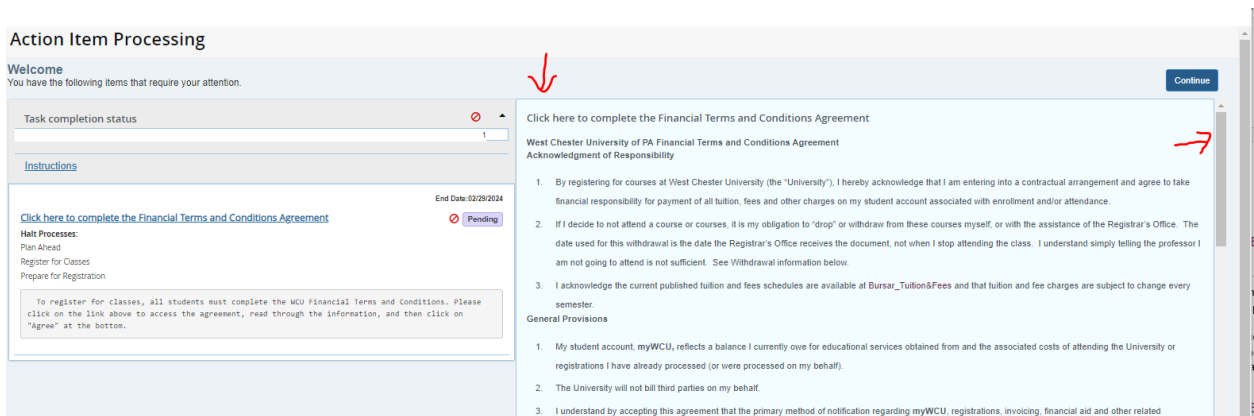 Action Item Processing
Welcome
You have the following items that require your attention.
Continue
Task completion status
1
Instructions
End Date:02/29/2024
Click here to complete the Financial Terms and Conditions Agreement
Pending
Halt Processes:
Plan Ahead
Register for Classes
Prepare for Registration
To register for classes, all students must complete the WCU Financial Terms and Conditions. Please
click on the link above to access the agreement, read through the information, and then click on
"Agree" at the bottom.
Click here to complete the Financial Terms and Conditions Agreement
West Chester University of PA Financial Terms and Conditions Agreement
Acknowledgment of Responsibility
1. By registering for courses at West Chester University (the “University”), I hereby acknowledge that I am entering into a contractual arrangement and agree to take
financial responsibility for payment of all tuition, fees and other charges on my student account associated with enrollment and/or attendance.
2. If I decide to not attend a course or courses, it is my obligation to “drop” or withdraw from these courses myself, or with the assistance of the Registrar’s Office. The
date used for this withdrawal is the date the Registrar’s Office receives the document, not when I stop attending the class. I understand simply telling the professor I
am not going to attend is not sufficient. See Withdrawal information below.
3. I acknowledge the current published tuition and fees schedules are available at Bursar_Tuition&Fees and that tuition and fee charges are subject to change every
semester.
General Provisions
1. My student account, myWCU, reflects a balance I currently owe for educational services obtained from and the associated costs of attending the University or
registrations I have already processed (or were processed on my behalf).
2. The University will not bill third parties on my behalf.
3. I understand by accepting this agreement that the primary method of notification regarding myWCU, registrations, invoicing, financial aid and other related